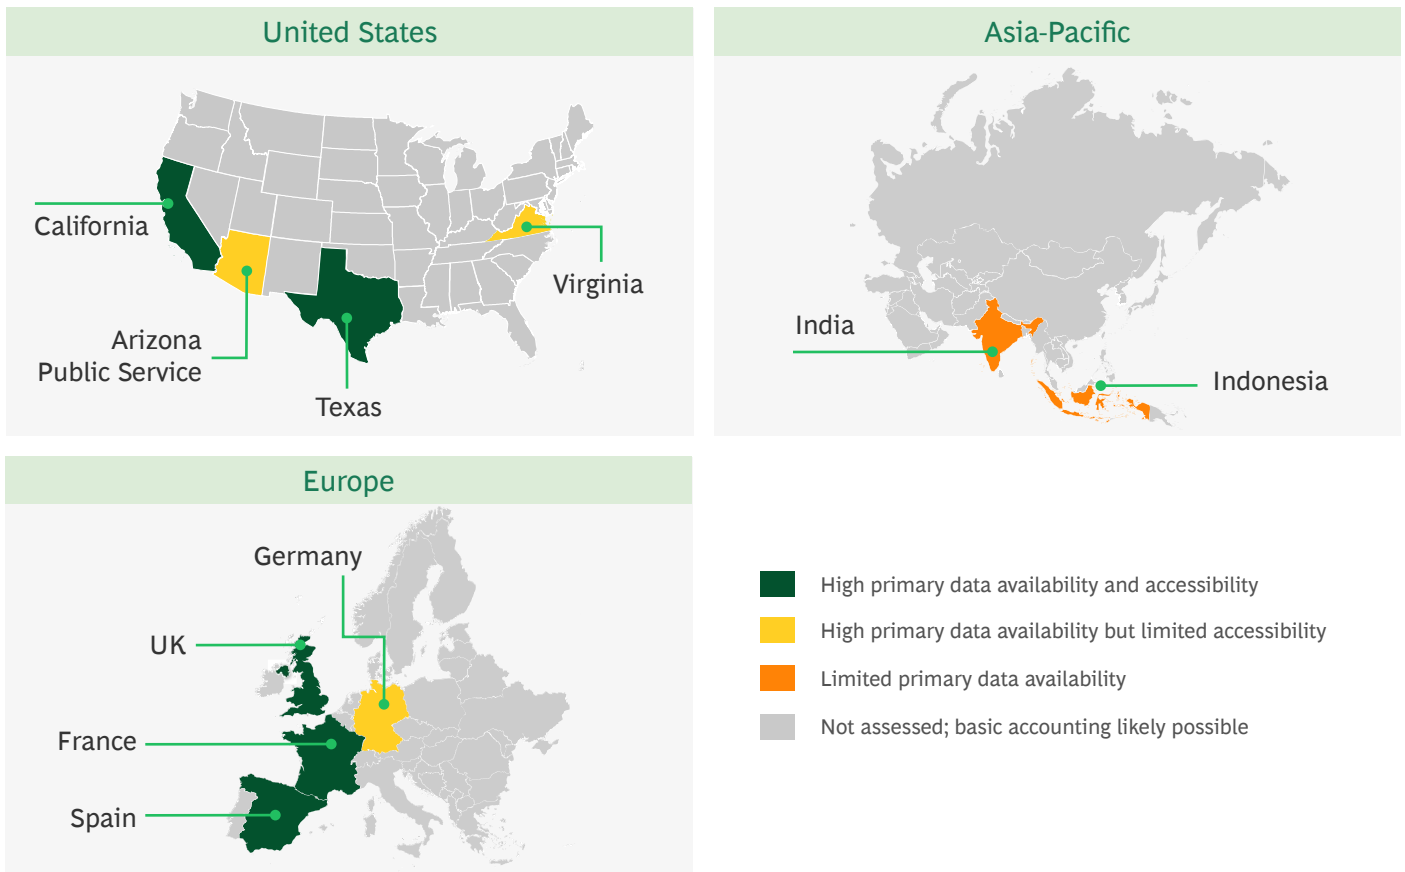 United States
California
Arizona
Public Service
Texas
Virginia
Asia-Pacific
India
Indonesia
Europe
Germany
UK
France
Spain
High primary data availability and accessibility
High primary data availability but limited accessibility
Limited primary data availability
Not assessed; basic accounting likely possible